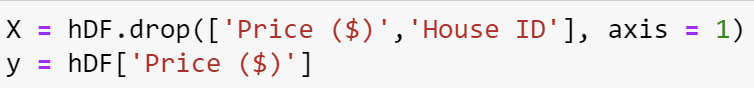 X = hDF.drop(['Price ($)','House ID'], axis = 1)
y = hDF['Price ($)']